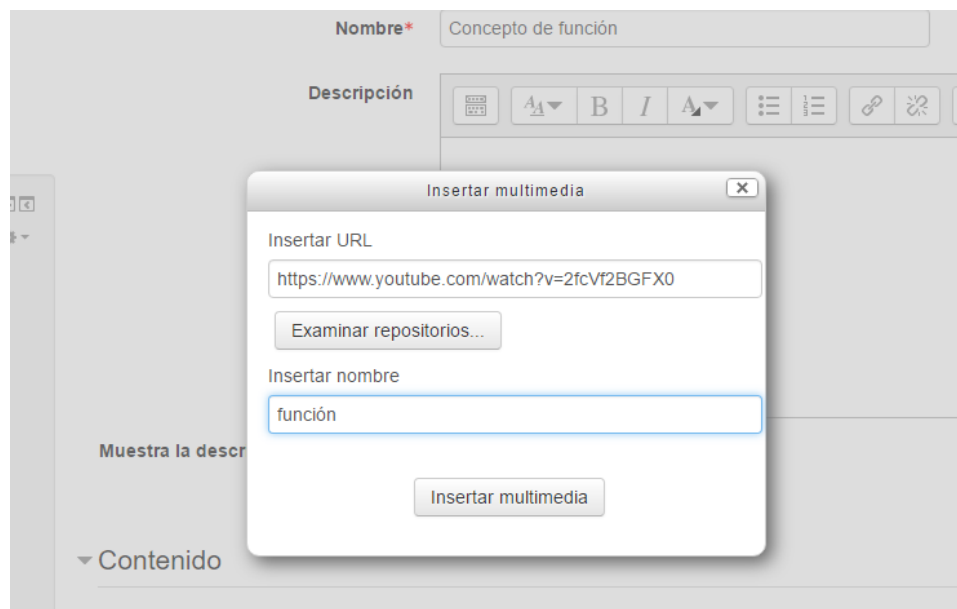 Nombre*
Concepto de función
Descripción
Insertar multimedia
Insertar URL
https://www.youtube.com/watch?v=2fcVf2BGFX0
Examinar repositorios...
Insertar nombre
función
Muestra la descr
Insertar multimedia
Contenido